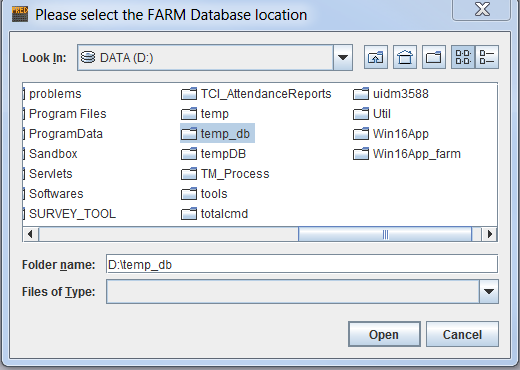 FRED
Please select the FARM Database location
Look In: DATA (D:)
problems
Program Files
ProgramData
Sandbox
Servlets
Softwares
SURVEY_TOOL
TCI_AttendanceReports
temp
temp_db
tempDB
TM_Process
tools
totalcmd
uidm3588
Util
Win16App
Win16App_farm
Folder name: D:\temp_db
Files of Type:
Open Cancel